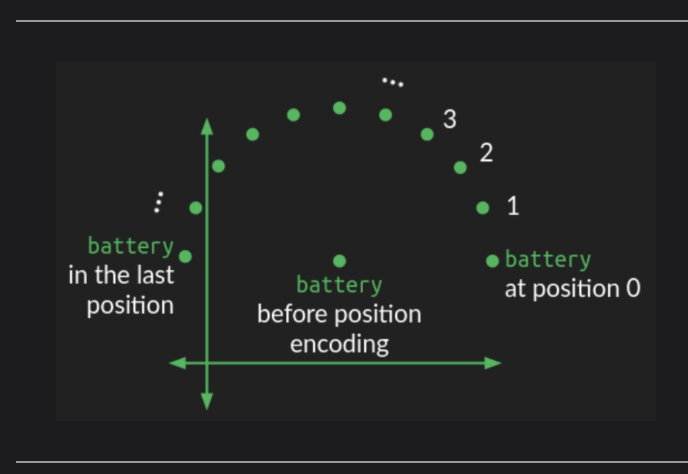 ...
3
2
1
...
battery
in the last
position
battery
before position
encoding
battery
at position 0